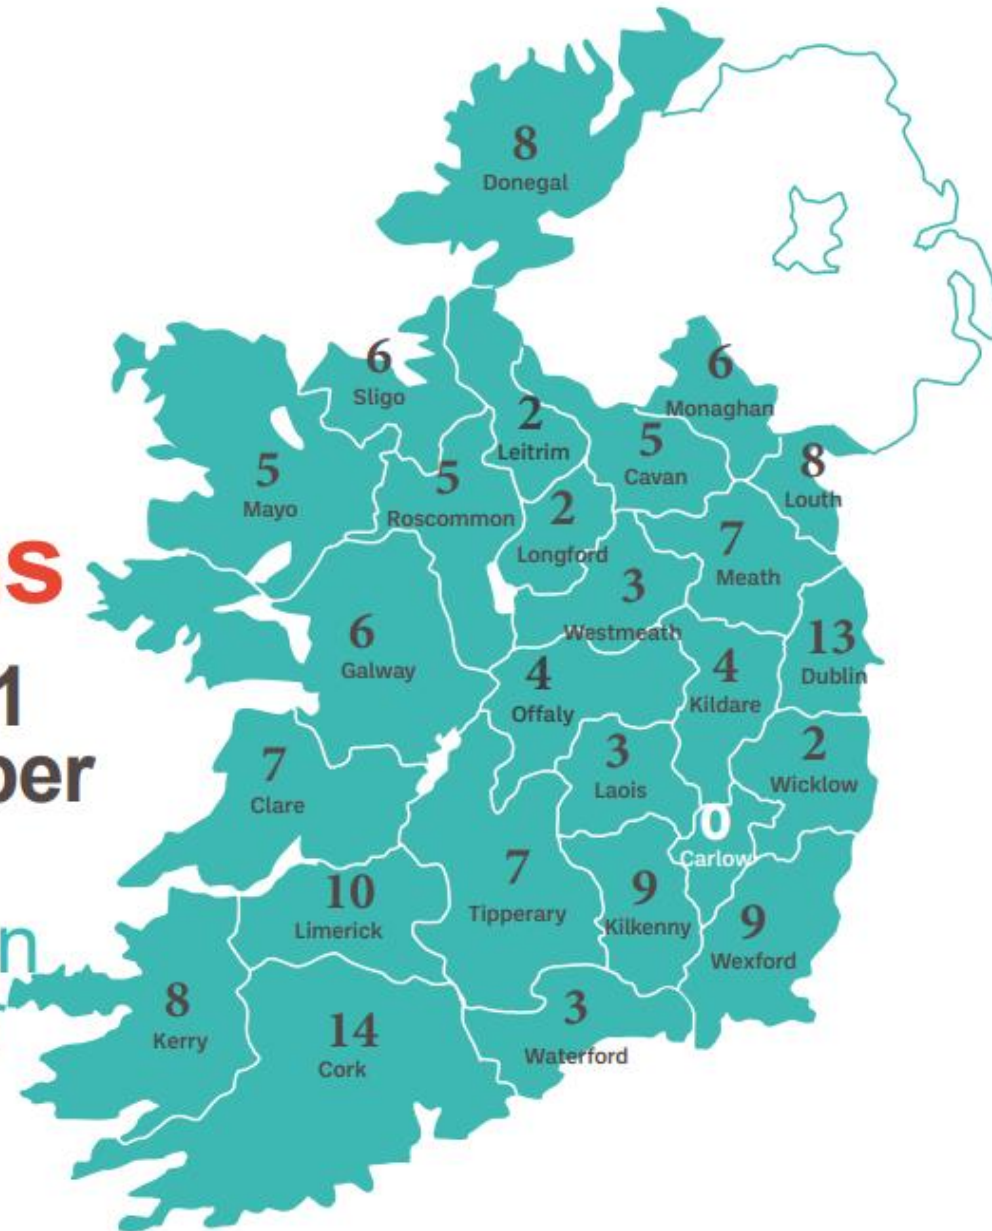 8
Donegal
6
Sligo
6
Monaghan
2
Leitrim
5
Cavan
8
Louth
5
Mayo
5
Roscommon
2
Longford
7
Meath
s
3
Westmeath
6
Galway
13
Dublin
4
Offaly
4
Kildare
1
ber
7
Clare
3
Laois
2
Wicklow
0
Carlow
10
Limerick
7
Tipperary
9
Kilkenny
9
Wexford
n
8
Kerry
14
Cork
3
Waterford